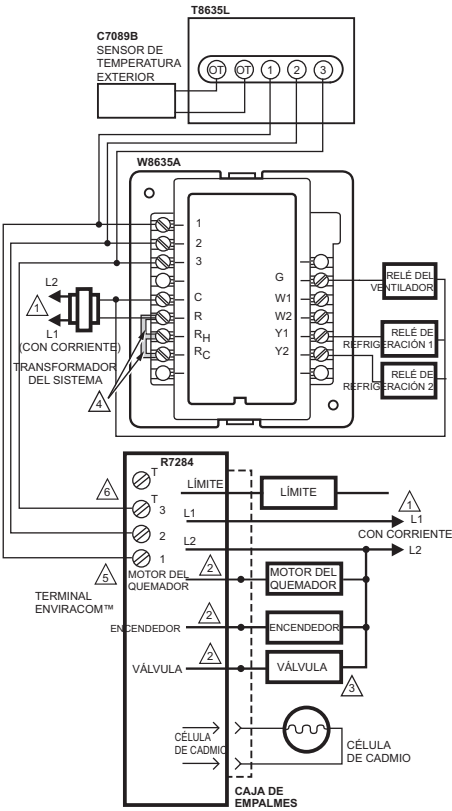 T8635L
C7089B
SENSOR DE
TEMPERATURA
EXTERIOR
OT OT 1 2 3
W8635A
1
2
3
C
R
RH
RC
G
W1
W2
Y1
Y2
L2
1
L1
(CON CORRIENTE)
TRANSFORMADOR
DEL SISTEMA
4
RELÉ DEL
VENTILADOR
RELÉ DE
REFRIGERACIÓN 1
RELÉ DE
REFRIGERACIÓN 2
R7284
T
T
3
2
1
6
5
TERMINAL
ENVIRACOM™
LÍMITE
LÍMITE
L1
1
L1
CON CORRIENTE
L2
L2
MOTOR DEL
QUEMADOR
2
MOTOR DEL
QUEMADOR
ENCENDEDOR
2
ENCENDEDOR
VÁLVULA
2
VÁLVULA
3
CÉLULA
DE CADMIO
CÉLULA
DE CADMIO
CAJA DE
EMPALMES